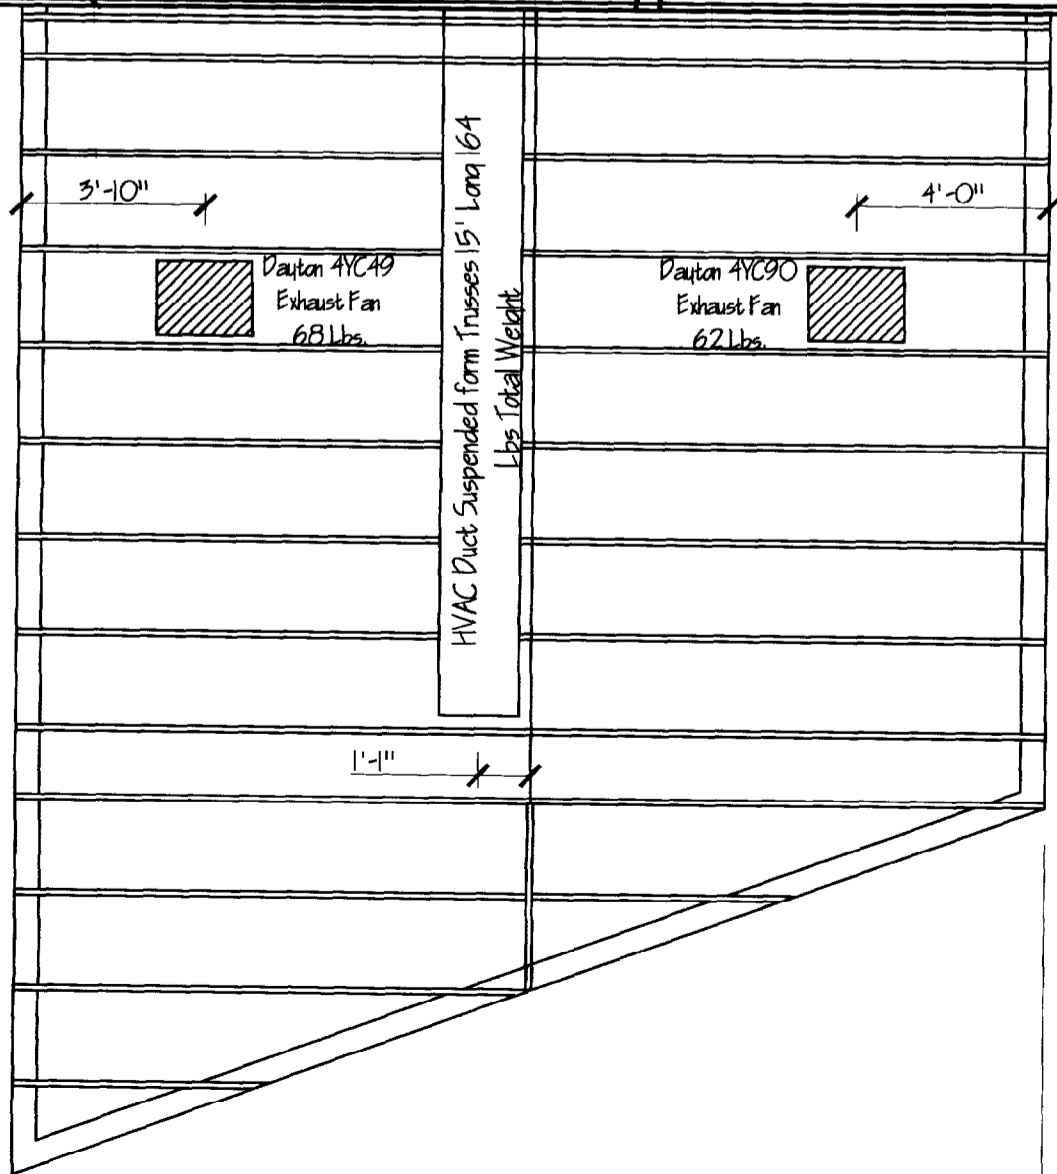 3'-10"
4'-0"
Dayton 4YC49
Exhaust Fan
68 Lbs.
HVAC Duct Suspended form Trusses 15' Long 164
Lbs Total Weight
Dayton 4YC90
Exhaust Fan
62 Lbs.
1'-1"